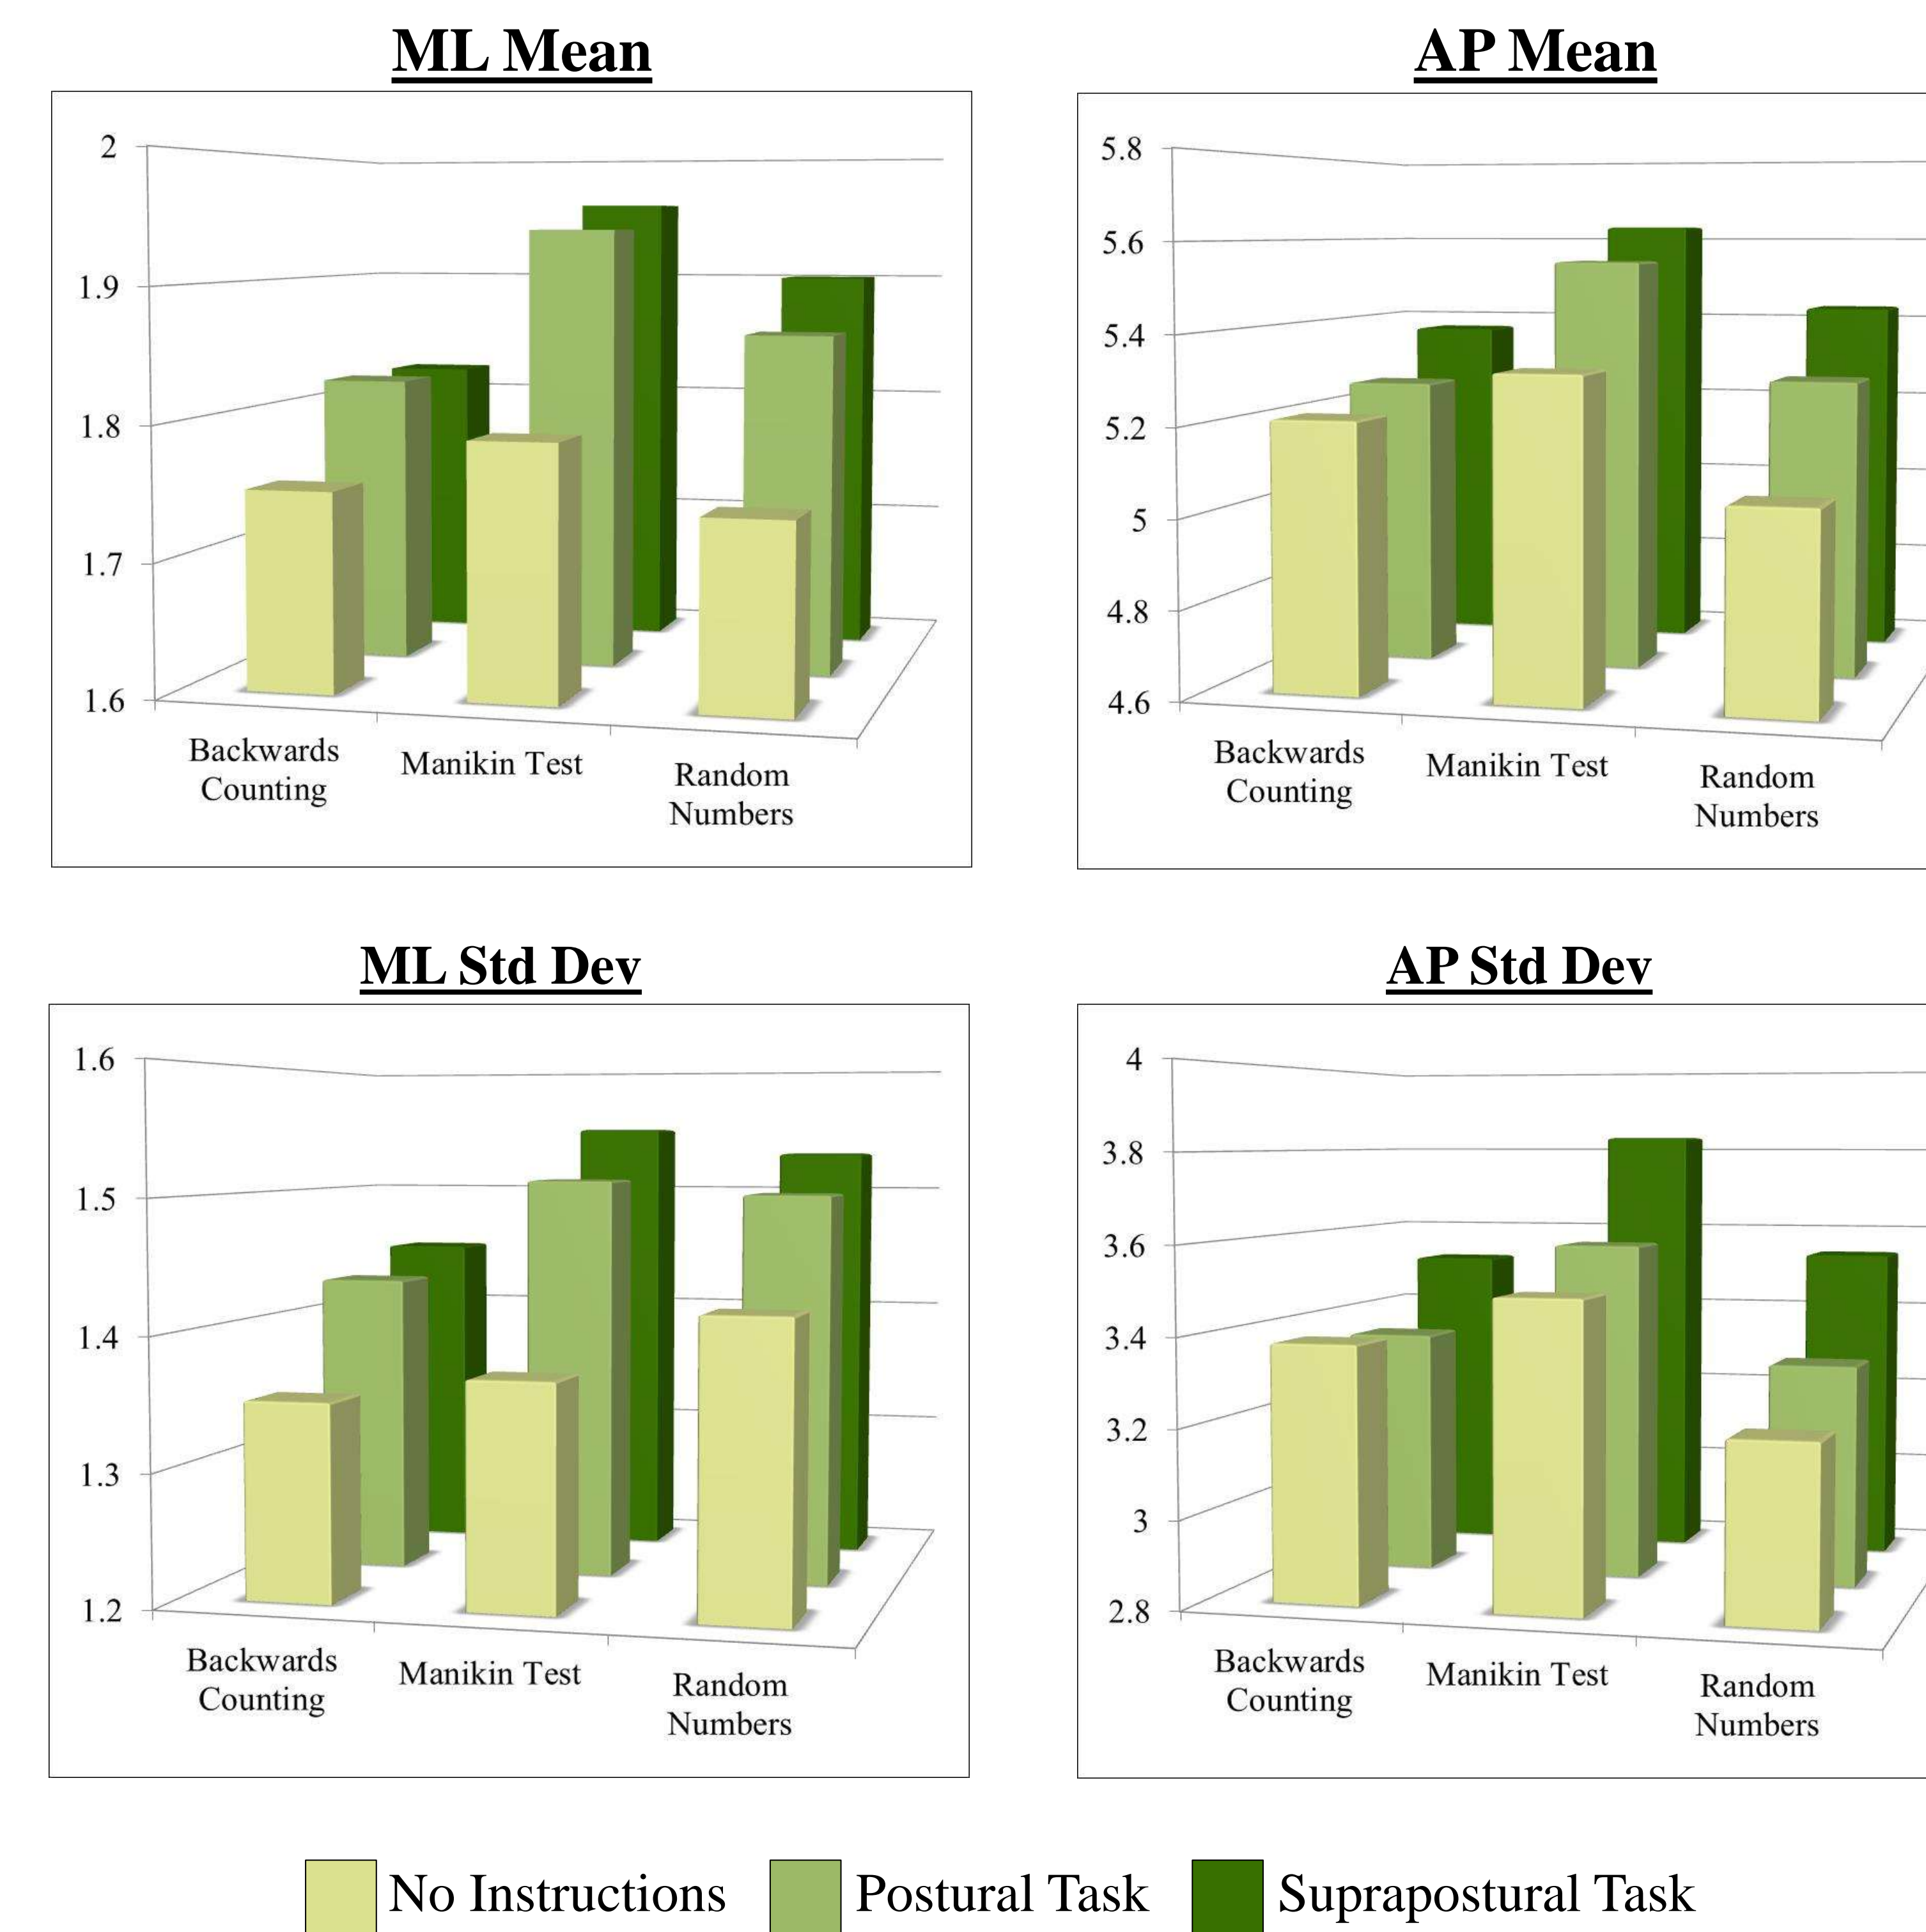 ML Mean
2
1.9
1.8
1.7
1.6
Backwards
Counting
Manikin Test
Random
Numbers
AP Mean
5.8
5.6
5.4
5.2
5
4.8
4.6
Backwards
Counting
Manikin Test
Random
Numbers
ML Std Dev
1.6
1.5
1.4
1.3
1.2
Backwards
Counting
Manikin Test
Random
Numbers
AP Std Dev
4
3.8
3.6
3.4
3.2
3
2.8
Backwards
Counting
Manikin Test
Random
Numbers
No Instructions
Postural Task
Suprapostural Task